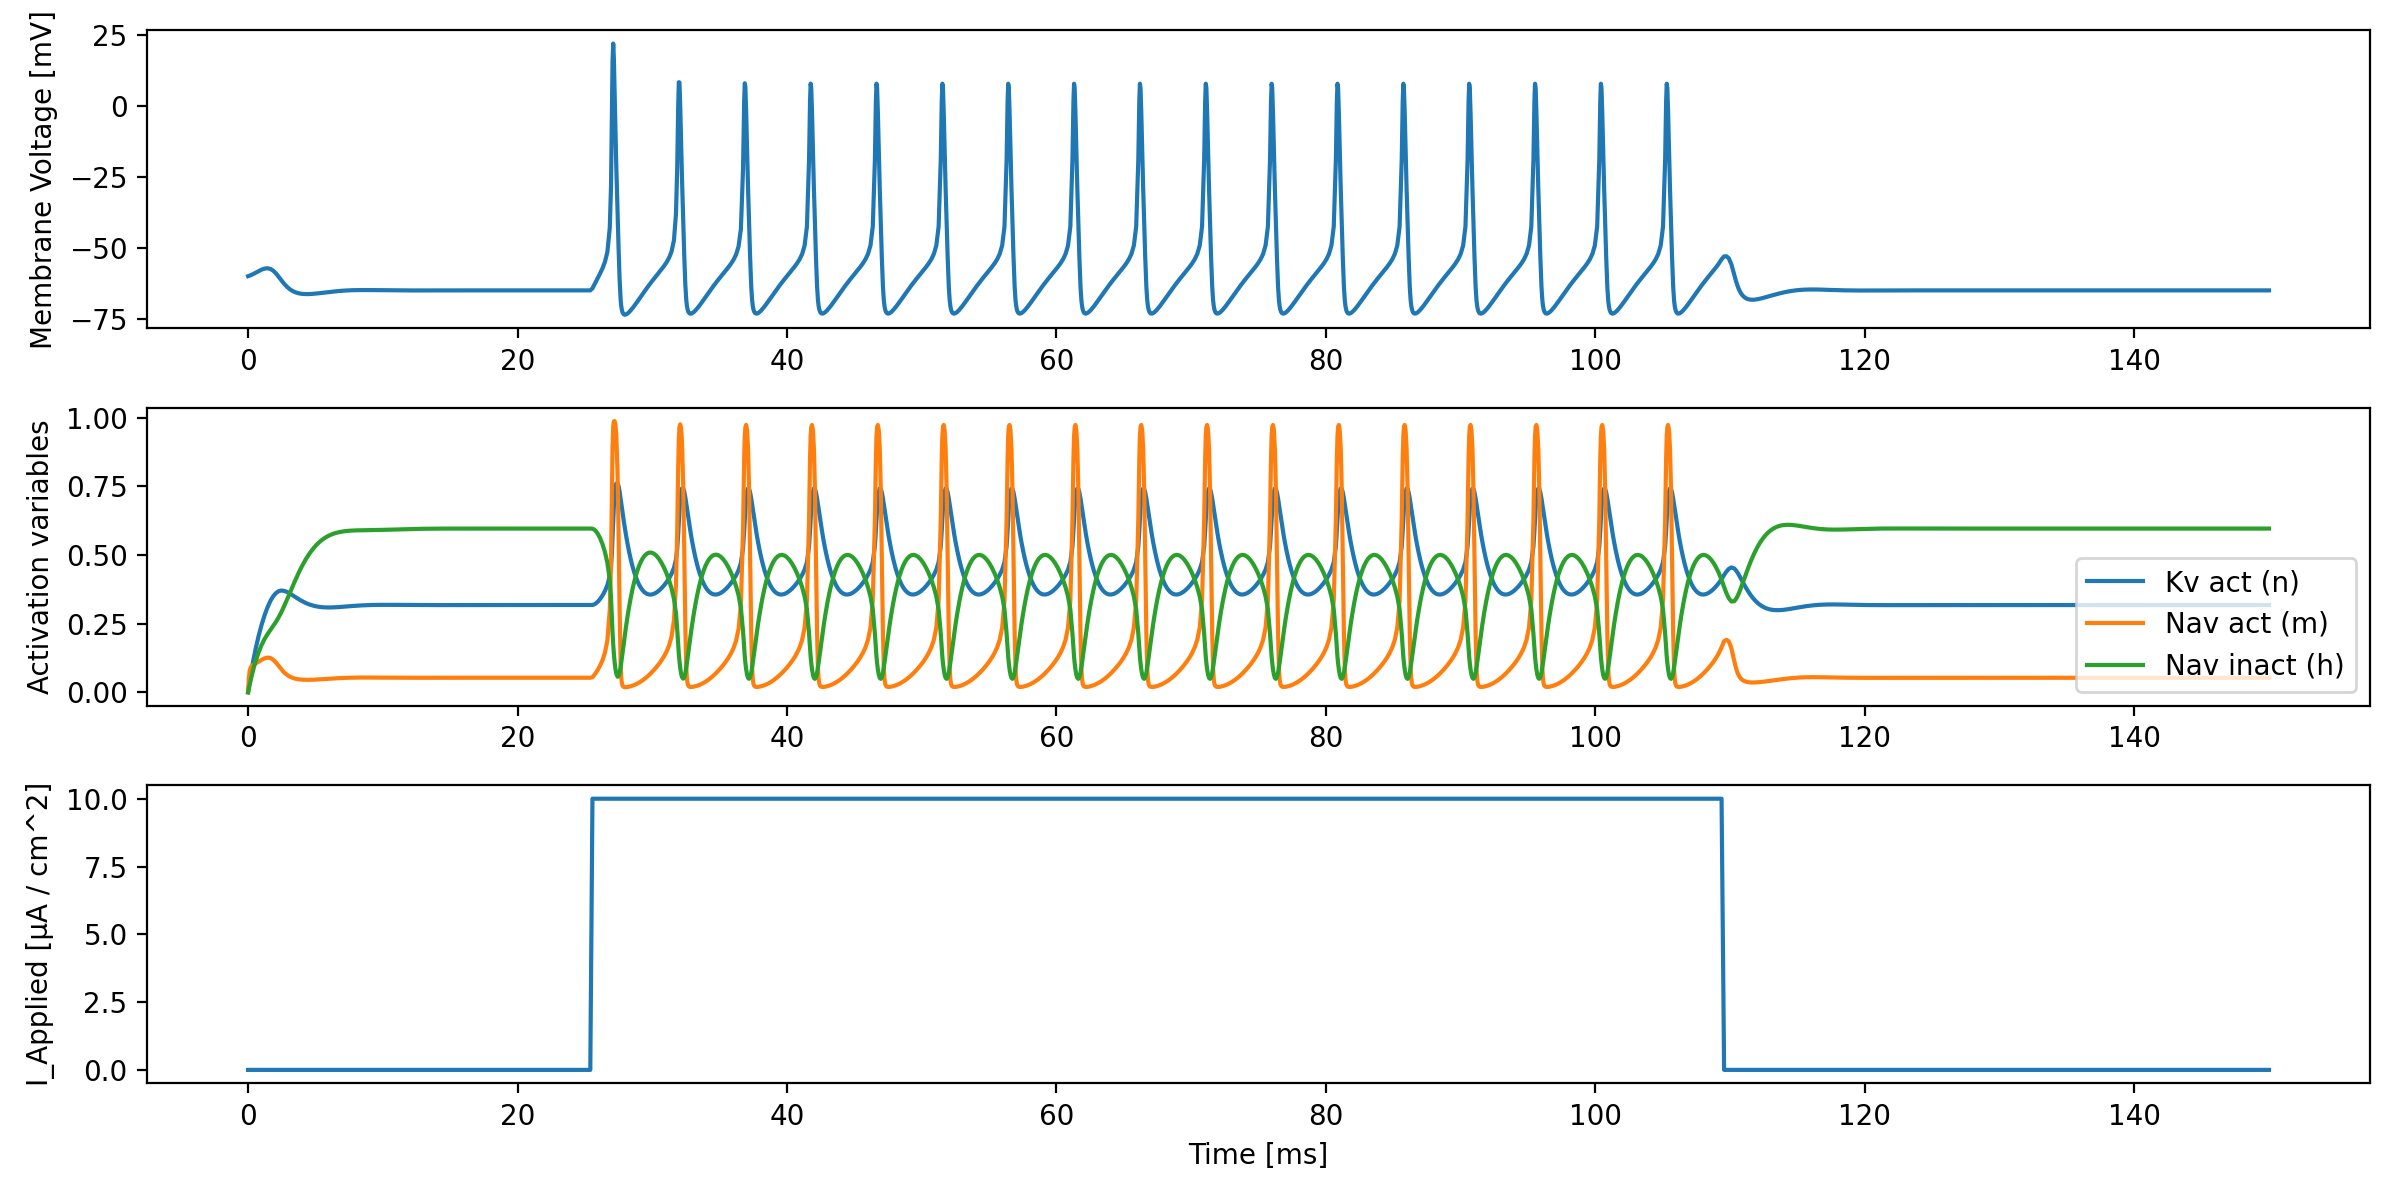 Membrane Voltage [mV]
25
0
−25
−50
−75
0 20 40 60 80 100 120 140
Activation variables
1.00
0.75
0.50
0.25
0.00
Kv act (n)
Nav act (m)
Nav inact (h)
0 20 40 60 80 100 120 140
I_Applied [μA / cm^2]
10.0
7.5
5.0
2.5
0.0
0 20 40 60 80 100 120 140
Time [ms]